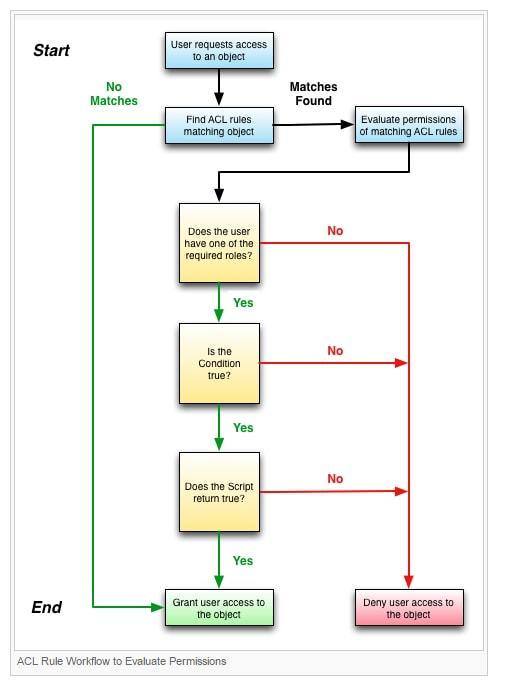 Start
User requests access
to an object
No
Matches
Matches
Found
Find ACL rules
matching object
Evaluate permissions
of matching ACL rules
Does the user
have one of the
required roles?
No
Yes
Is the
Condition
true?
No
Yes
Does the Script
return true?
No
Yes
End
Grant user access to
the object
Deny user access to
the object
ACL Rule Workflow to Evaluate Permissions